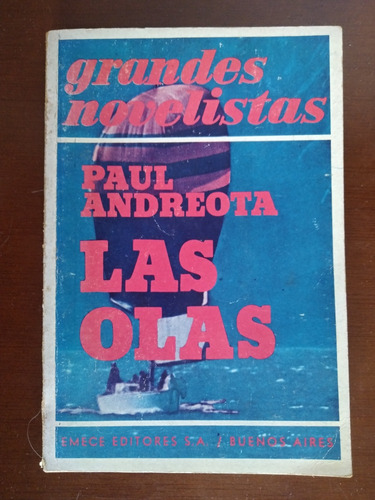 grandes
novelistas
PAUL
ANDREOTA
LAS
OLAS
EMECE EDITORES S.A. / BUENOS AIRES